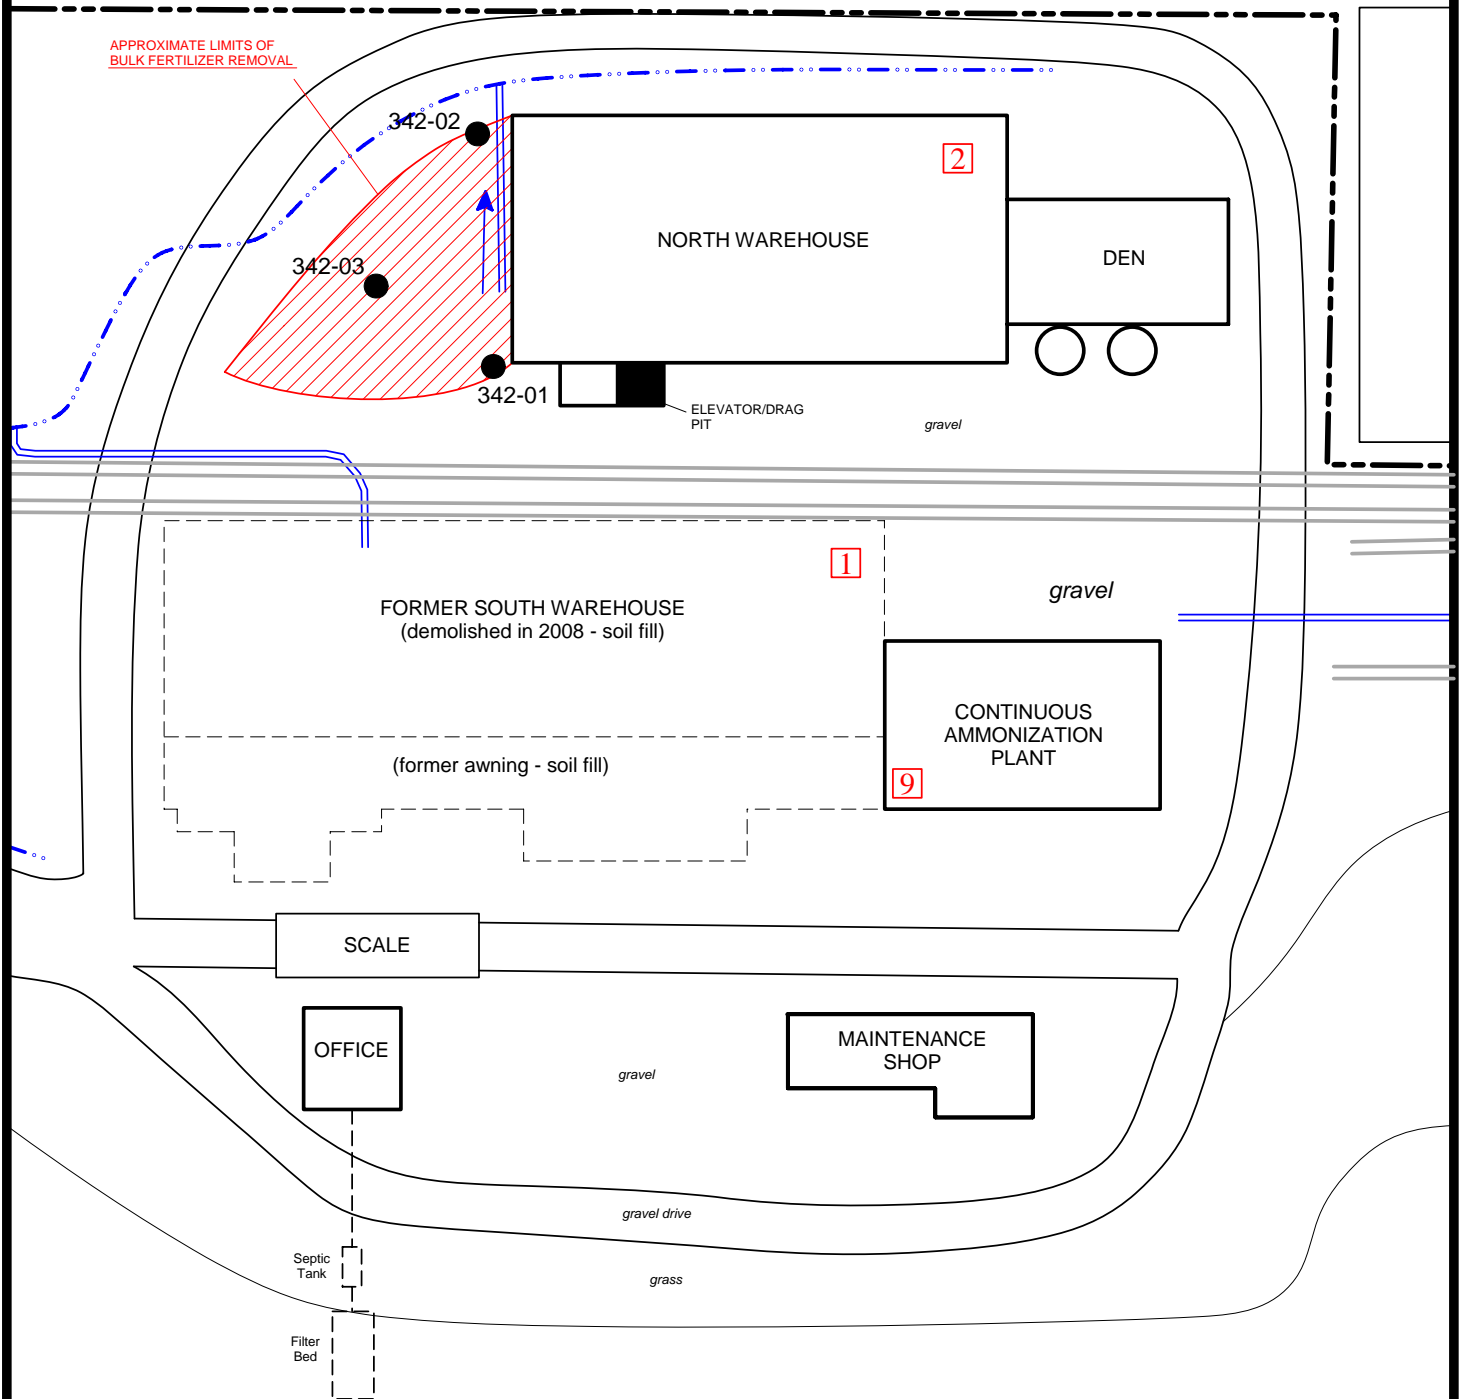 APPROXIMATE LIMITS OF
BULK FERTILIZER REMOVAL
342-02
2
NORTH WAREHOUSE
DEN
342-03
342-01
ELEVATOR/DRAG
PIT
gravel
1
gravel
FORMER SOUTH WAREHOUSE
(demolished in 2008 - soil fill)
CONTINUOUS
AMMONIZATION
PLANT
(former awning - soil fill)
9
SCALE
OFFICE
MAINTENANCE
SHOP
gravel
gravel drive
Septic
Tank
grass
Filter
Bed